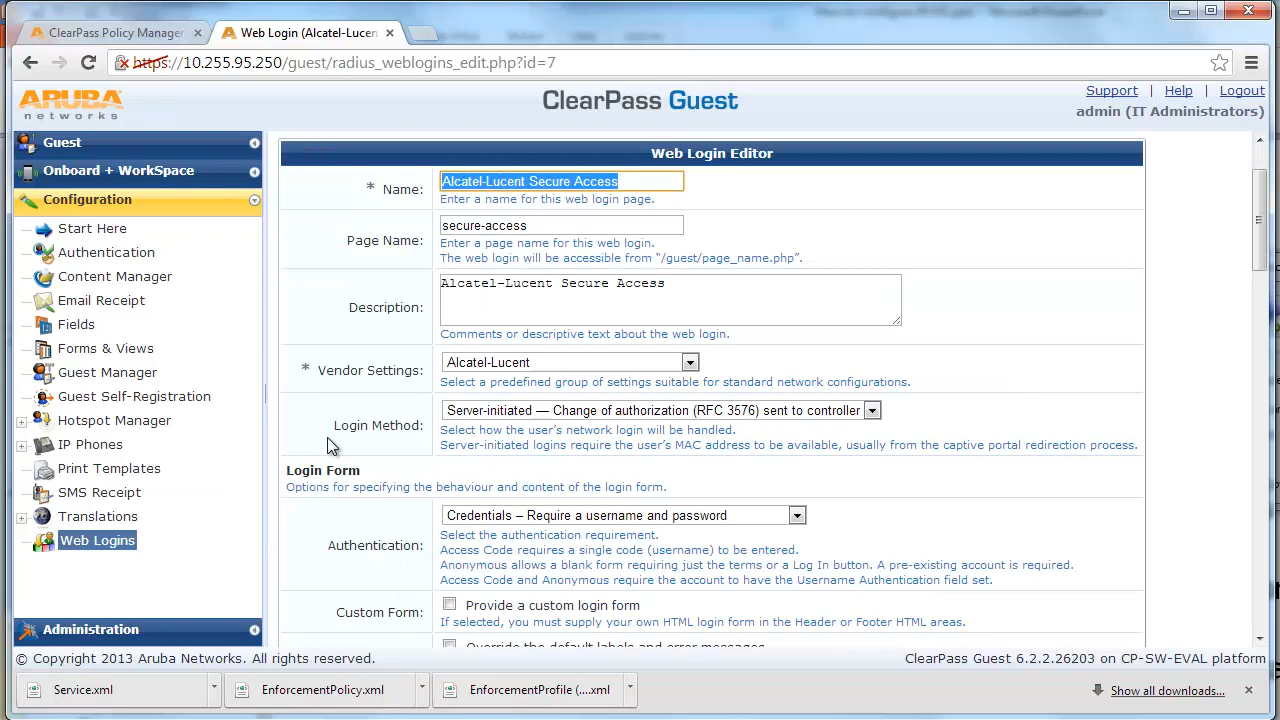 ClearPass Policy Manager
Web Login (Alcatel-Lucen
https://10.255.95.250/guest/radius_weblogins_edit.php?id=7
ARUBA
networks
ClearPass Guest
Support | Help | Logout
admin (IT Administrators)
Guest
Onboard + WorkSpace
Configuration
Start Here
Authentication
Content Manager
Email Receipt
Fields
Forms & Views
Guest Manager
Guest Self-Registration
Hotspot Manager
IP Phones
Print Templates
SMS Receipt
Translations
Web Logins
Administration
Web Login Editor
* Name: Alcatel-Lucent Secure Access
Enter a name for this web login page.
Page Name: secure-access
Enter a page name for this web login.
The web login will be accessible from “/guest/page_name.php”.
Description: Alcatel-Lucent Secure Access
Comments or descriptive text about the web login.
* Vendor Settings: Alcatel-Lucent
Select a predefined group of settings suitable for standard network configurations.
Login Method: Server-initiated — Change of authorization (RFC 3576) sent to controller
Select how the user’s network login will be handled.
Server-initiated logins require the user’s MAC address to be available, usually from the captive portal redirection process.
Login Form
Options for specifying the behaviour and content of the login form.
Authentication: Credentials – Require a username and password
Select the authentication requirement.
Access Code requires a single code (username) to be entered.
Anonymous allows a blank form requiring just the terms or a Log In button. A pre-existing account is required.
Access Code and Anonymous require the account to have the Username Authentication field set.
Custom Form: Provide a custom login form
If selected, you must supply your own HTML login form in the Header or Footer HTML areas.
Override the default labels and error messages
© Copyright 2013 Aruba Networks. All rights reserved.
ClearPass Guest 6.2.2.26203 on CP-SW-EVAL platform
Service.xml
EnforcementPolicy.xml
EnforcementProfile (....xml
Show all downloads...